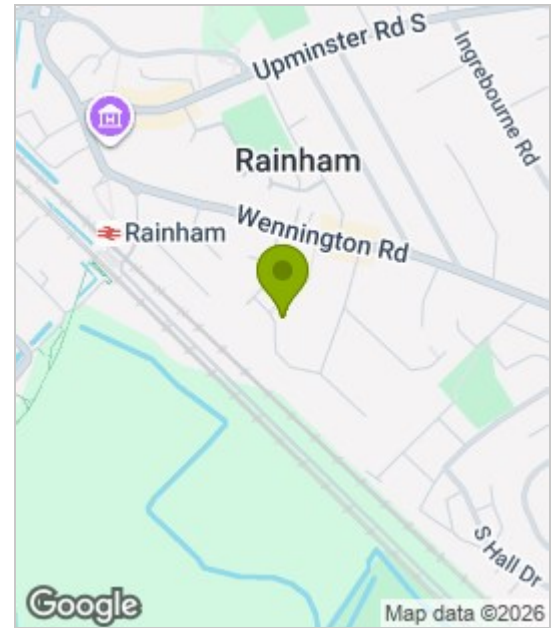 Upminster Rd S
Ingrebourne Rd
Rainham
Wennington Rd
Rainham
S Hall Dr
Google
Map data ©2026